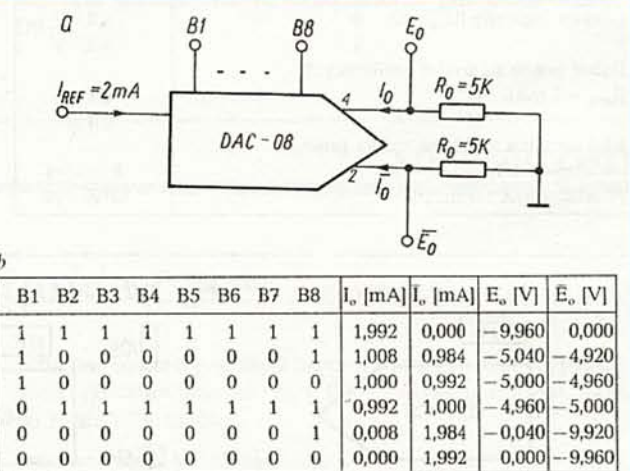 a B1 B8 E₀
- - -
I_REF = 2mA 4 I₀ R₀=5K
DAC-08 R₀=5K
2 Ī₀
Ē₀
b
B1 B2 B3 B4 B5 B6 B7 B8 I₀ [mA] Ī₀ [mA] E₀ [V] Ē₀ [V]
1 1 1 1 1 1 1 1 1,992 0,000 −9,960 0,000
1 0 0 0 0 0 0 1 1,008 0,984 −5,040 −4,920
1 0 0 0 0 0 0 0 1,000 0,992 −5,000 −4,960
0 1 1 1 1 1 1 1 0,992 1,000 −4,960 −5,000
0 0 0 0 0 0 0 1 0,008 1,984 −0,040 −9,920
0 0 0 0 0 0 0 0 0,000 1,992 0,000 −9,960